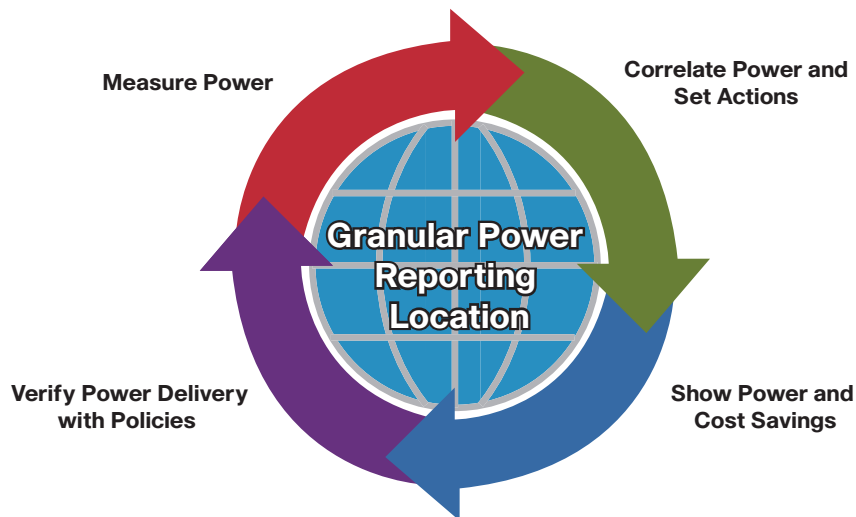 Measure Power
Correlate Power and
Set Actions
Granular Power
Reporting
Location
Verify Power Delivery
with Policies
Show Power and
Cost Savings